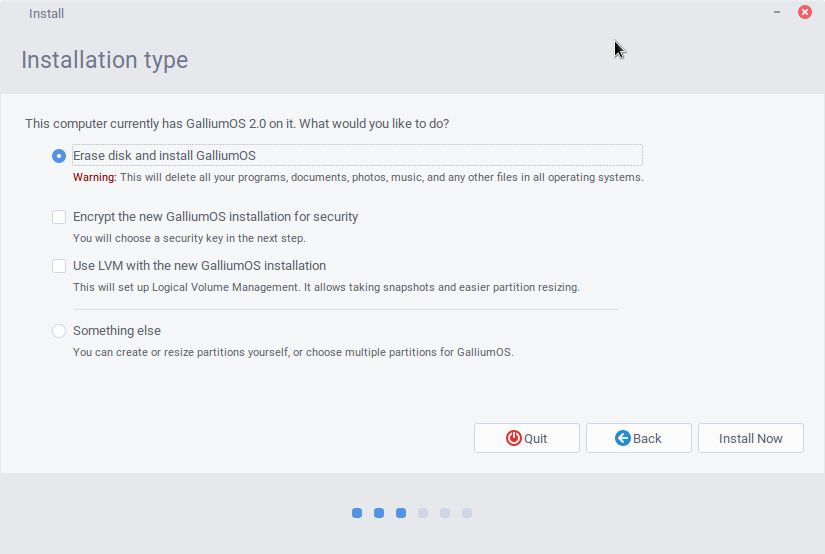 Install
Installation type
This computer currently has GalliumOS 2.0 on it. What would you like to do?
Erase disk and install GalliumOS
Warning: This will delete all your programs, documents, photos, music, and any other files in all operating systems.
Encrypt the new GalliumOS installation for security
You will choose a security key in the next step.
Use LVM with the new GalliumOS installation
This will set up Logical Volume Management. It allows taking snapshots and easier partition resizing.
Something else
You can create or resize partitions yourself, or choose multiple partitions for GalliumOS.
Quit Back Install Now